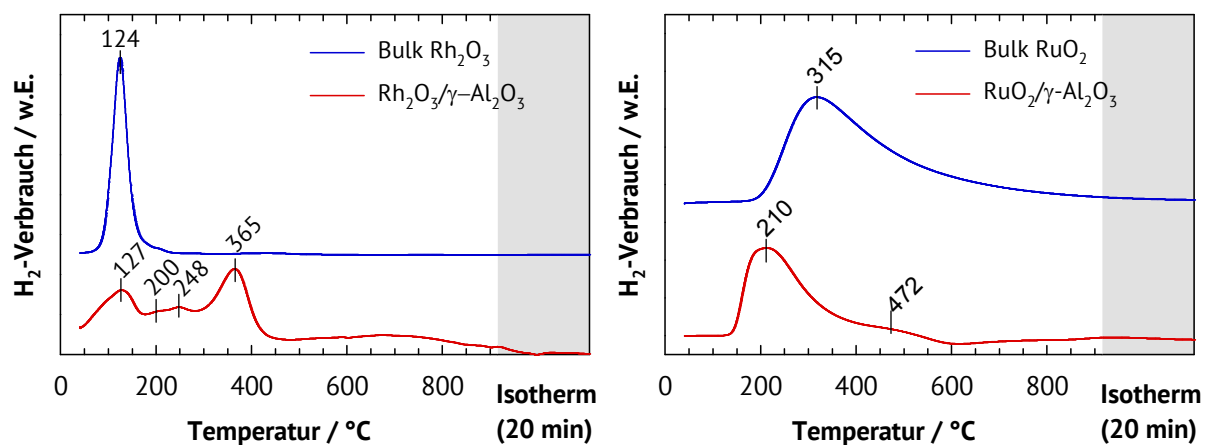 H₂-Verbrauch / w.E.
124
Bulk Rh₂O₃
Rh₂O₃/γ–Al₂O₃
127
200
248
365
0
200
400
600
800
Isotherm
(20 min)
Temperatur / °C
H₂-Verbrauch / w.E.
315
Bulk RuO₂
RuO₂/γ-Al₂O₃
210
472
0
200
400
600
800
Isotherm
(20 min)
Temperatur / °C